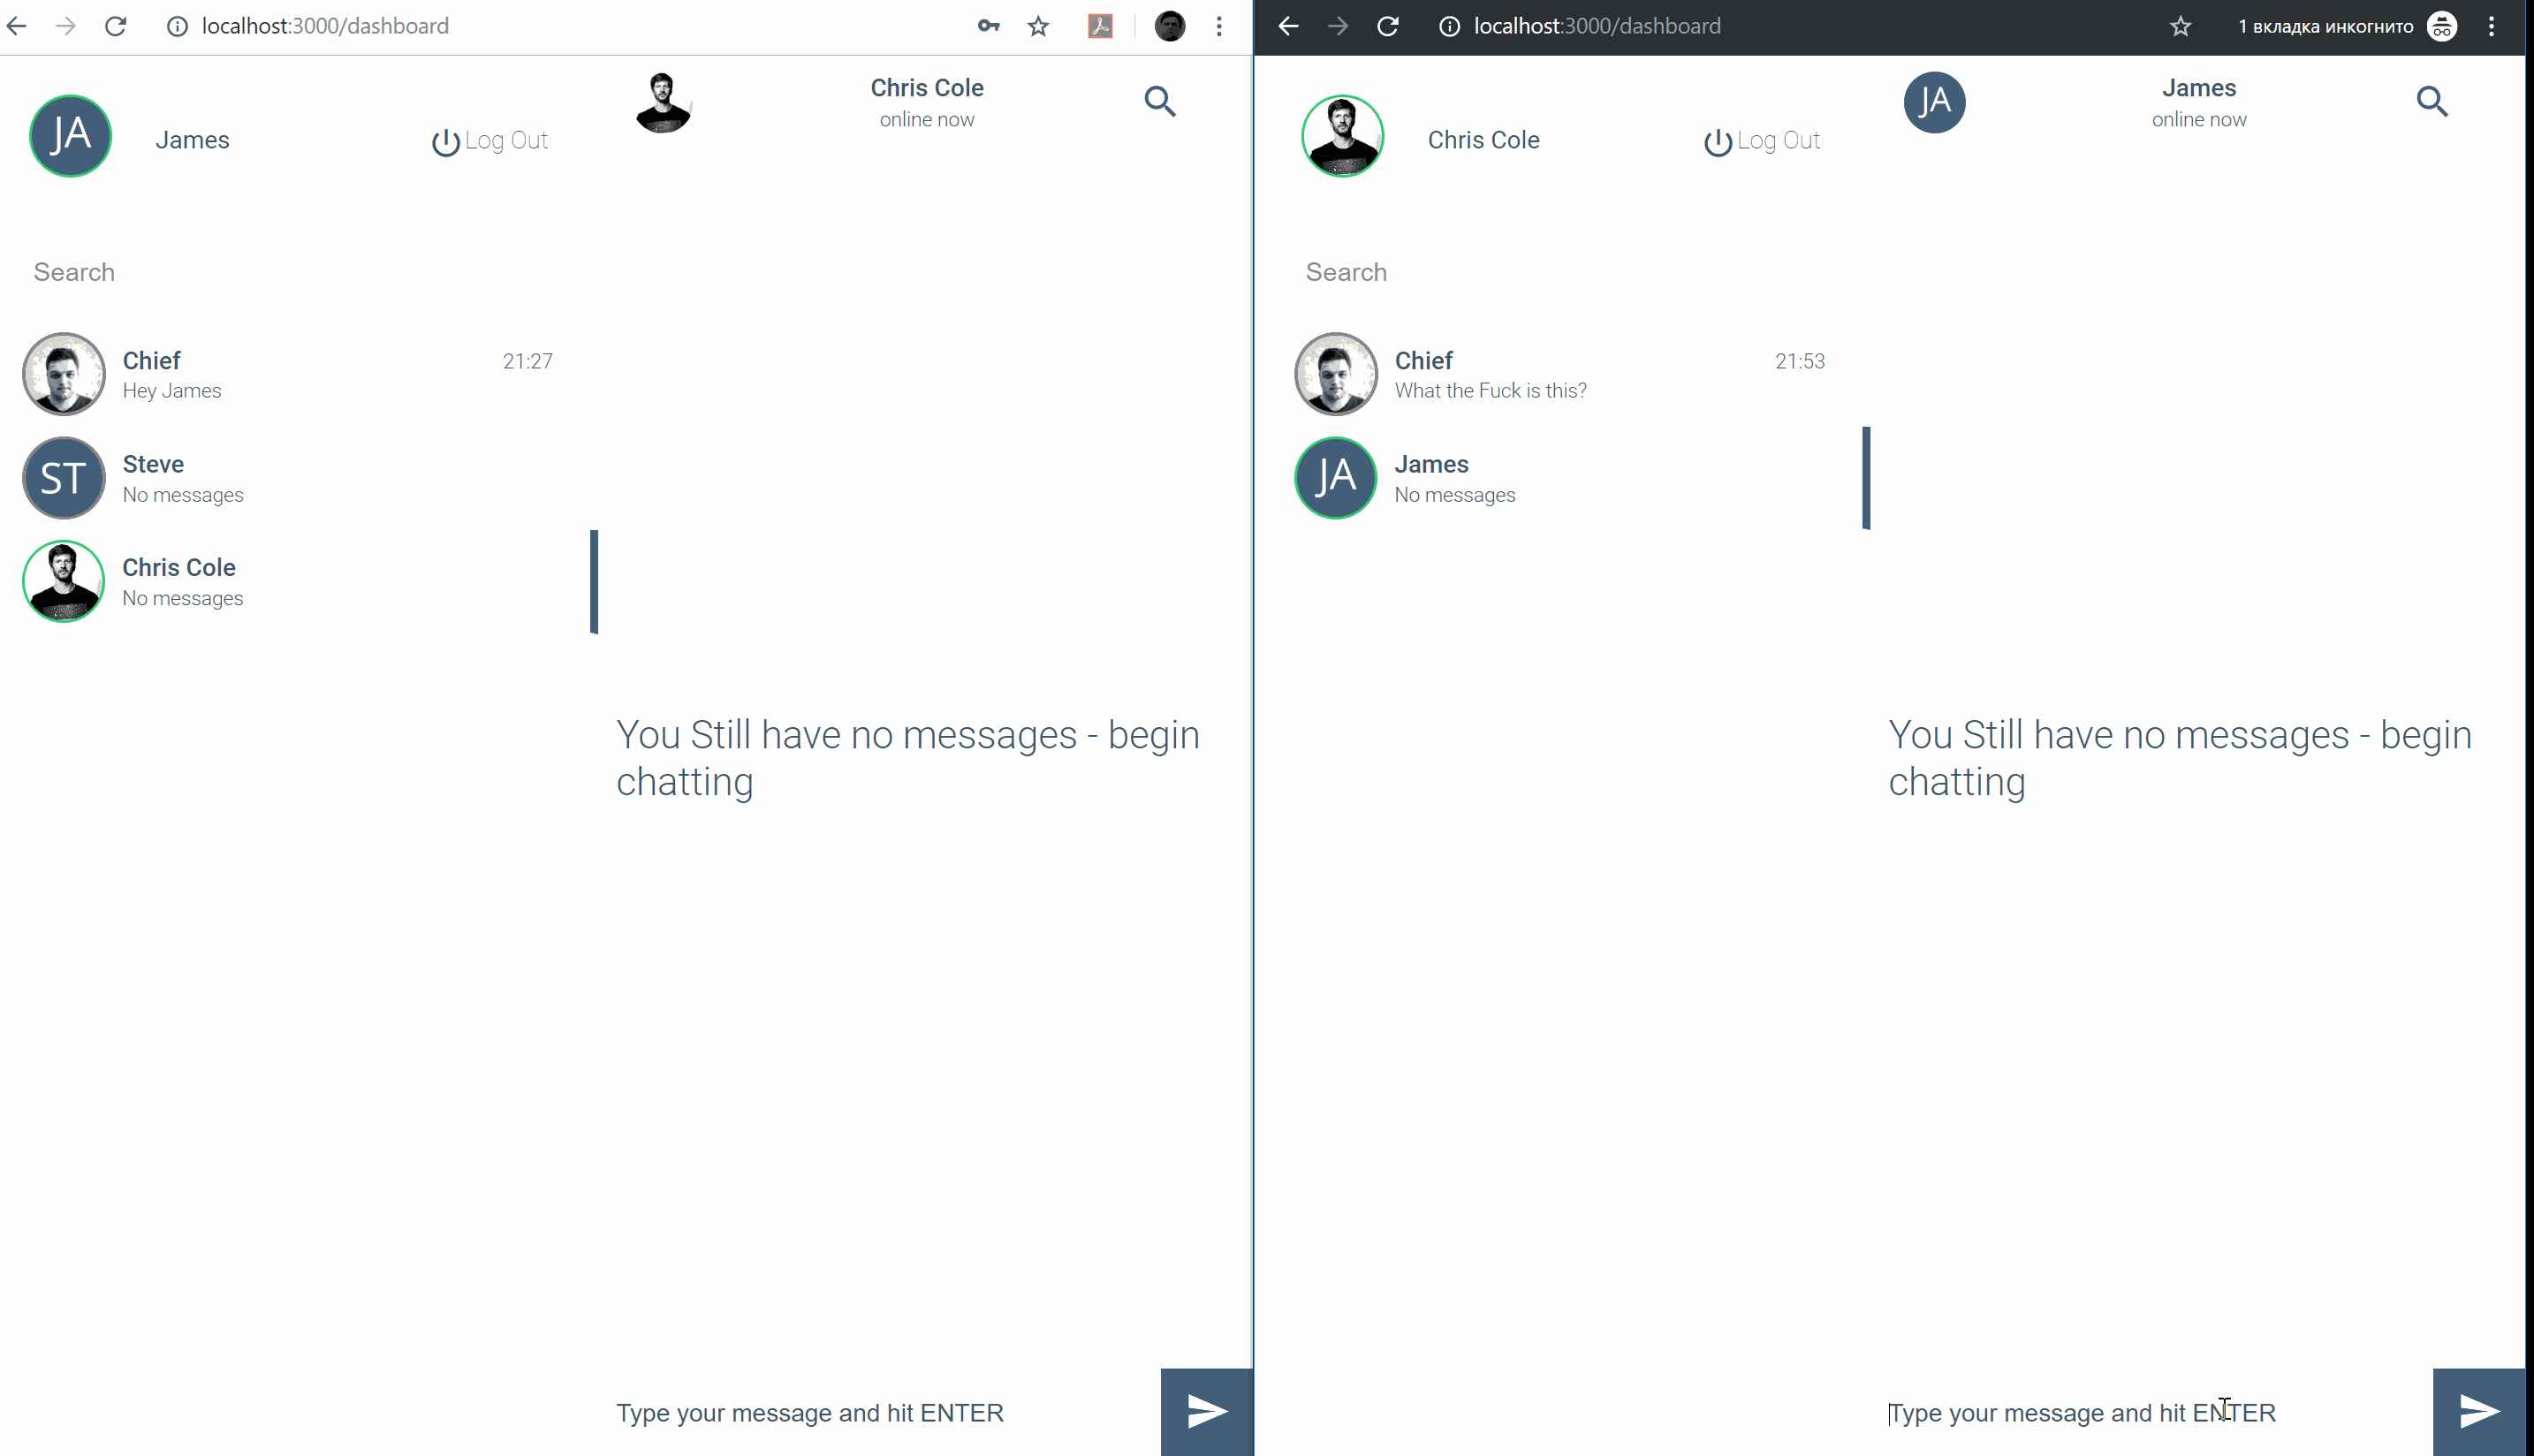 localhost:3000/dashboard
JA
James
Log Out
Search
Chief
21:27
Hey James
ST
Steve
No messages
Chris Cole
No messages
Chris Cole
online now
You Still have no messages - begin
chatting
Type your message and hit ENTER
localhost:3000/dashboard
1 вкладка инкогнито
Chris Cole
Log Out
Search
Chief
21:53
What the Fuck is this?
JA
James
No messages
JA
James
online now
You Still have no messages - begin
chatting
Type your message and hit ENTER